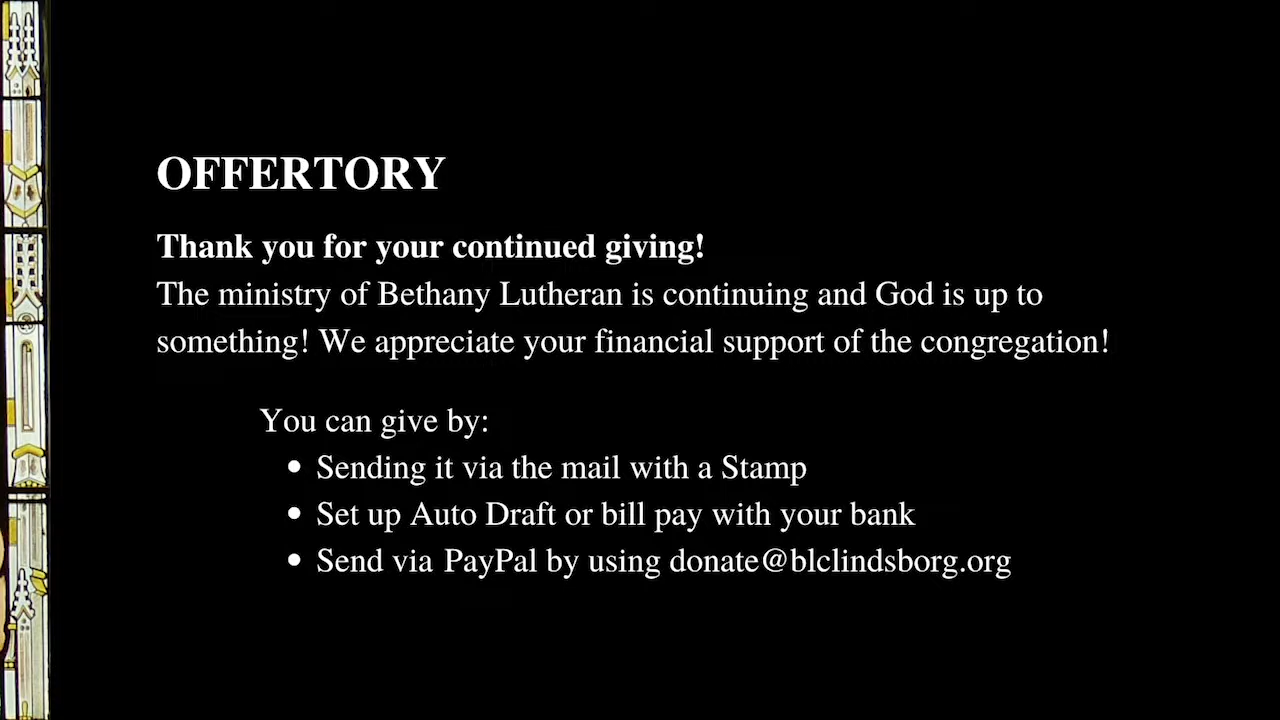 OFFERTORY
Thank you for your continued giving!
The ministry of Bethany Lutheran is continuing and God is up to
something! We appreciate your financial support of the congregation!
You can give by:
• Sending it via the mail with a Stamp
• Set up Auto Draft or bill pay with your bank
• Send via PayPal by using donate@blclindsborg.org